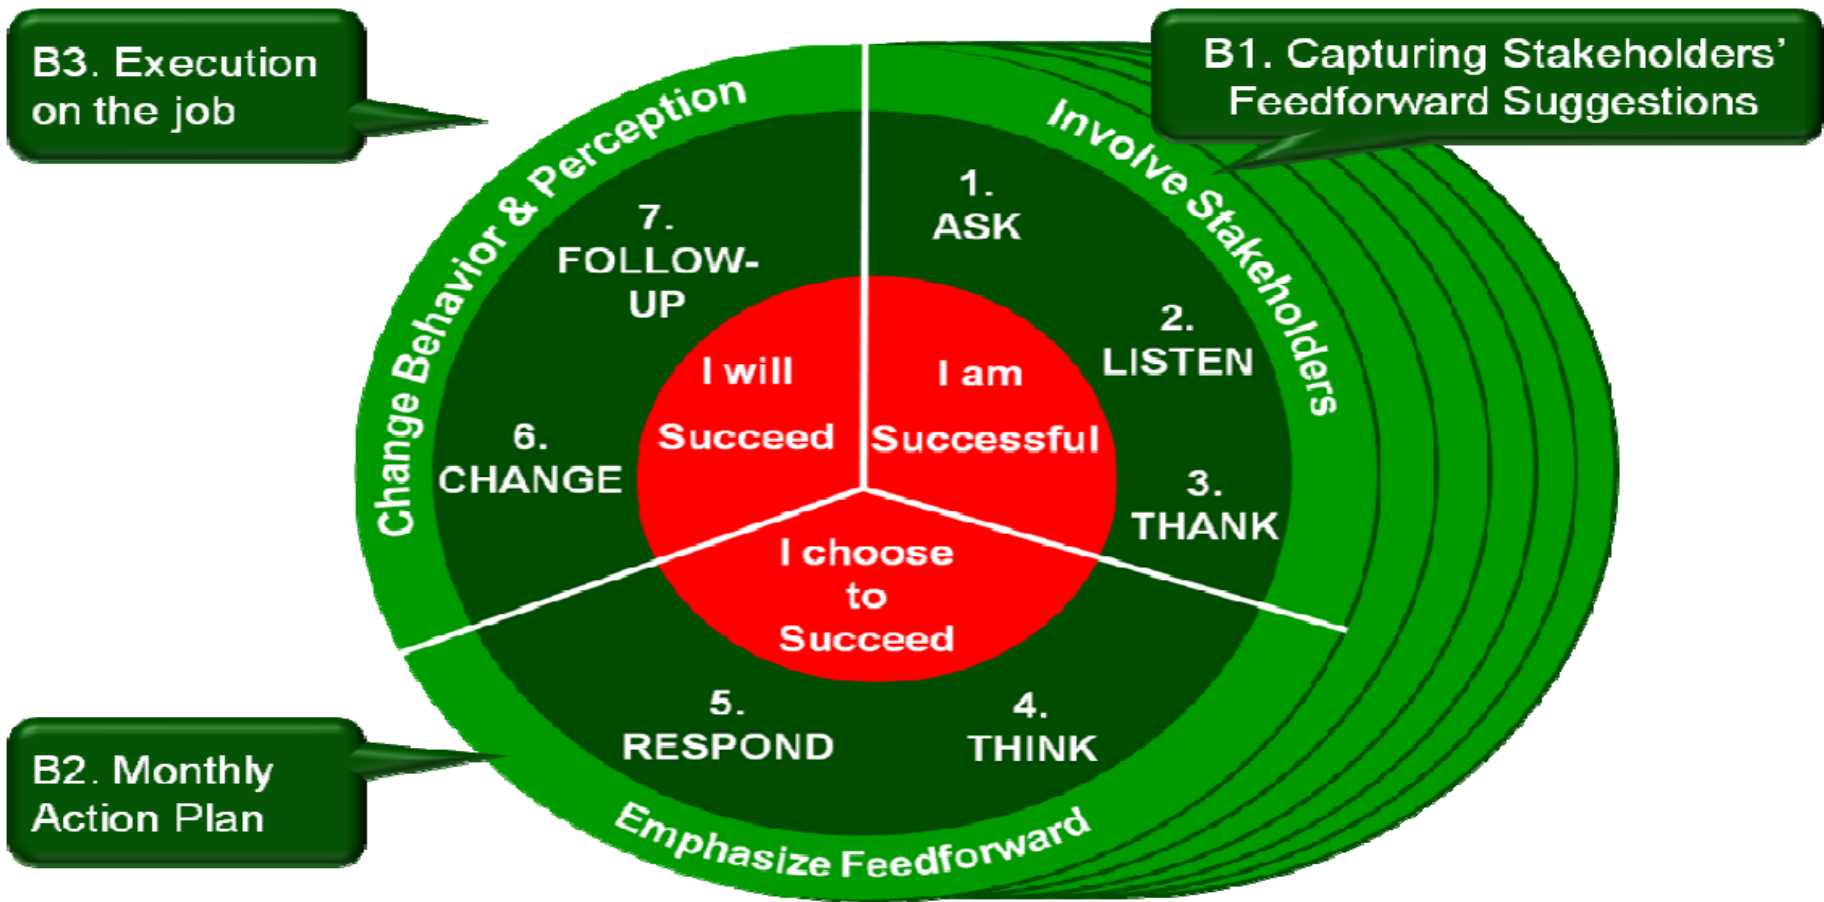 B3. Execution
on the job
B1. Capturing Stakeholders’
Feedforward Suggestions
Change Behavior & Perception
Involve Stakeholders
1.
ASK
2.
LISTEN
3.
THANK
4.
THINK
5.
RESPOND
6.
CHANGE
7.
FOLLOW-
UP
I am
Successful
I choose
to
Succeed
I will
Succeed
B2. Monthly
Action Plan
Emphasize Feedforward